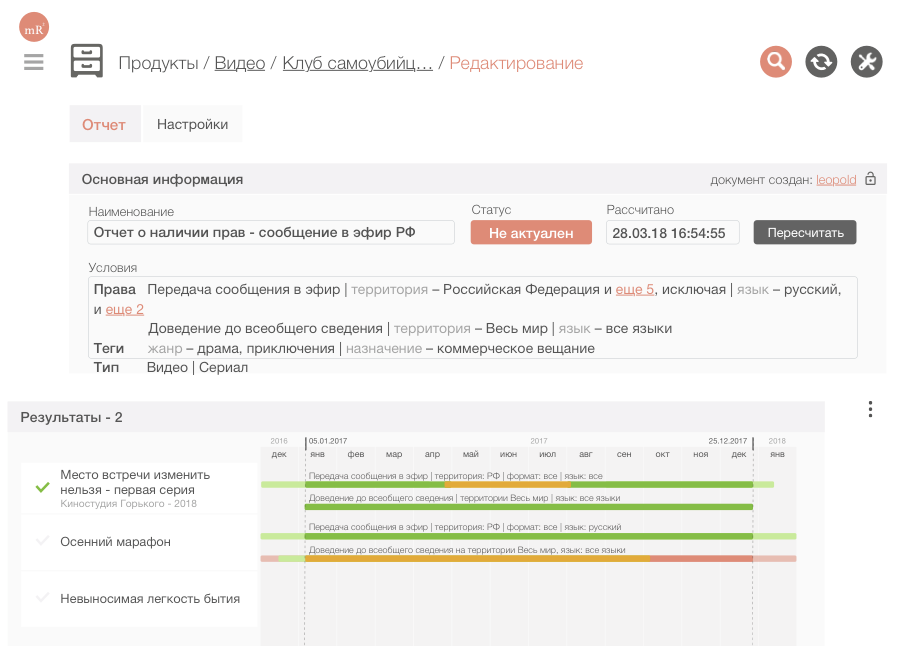 mR
Продукты / Видео / Клуб самоубийц... / Редактирование
Отчет Настройки
Основная информация документ создан: leopold
Наименование Статус Рассчитано
Отчет о наличии прав - сообщение в эфир РФ Не актуален 28.03.18 16:54:55 Пересчитать
Условия
Права Передача сообщения в эфир | территория – Российская Федерация и еще 5, исключая | язык – русский,
и еще 2
Доведение до всеобщего сведения | территория – Весь мир | язык – все языки
Теги жанр – драма, приключения | назначение – коммерческое вещание
Тип Видео | Сериал
Результаты - 2
2016 05.01.2017 2017 25.12.2017 2018
дек янв фев мар апр май июн июл авг сен окт ноя дек янв
Место встречи изменить
нельзя - первая серия
Киностудия Горького - 2018
Передача сообщения в эфир | территория: РФ | формат: все | язык: все
Доведение до всеобщего сведения | территории Весь мир | язык: все языки
Осенний марафон
Передача сообщения в эфир | территория: РФ | формат: все | язык: русский
Доведение до всеобщего сведения на территории Весь мир, язык: все языки
Невыносимая легкость бытия